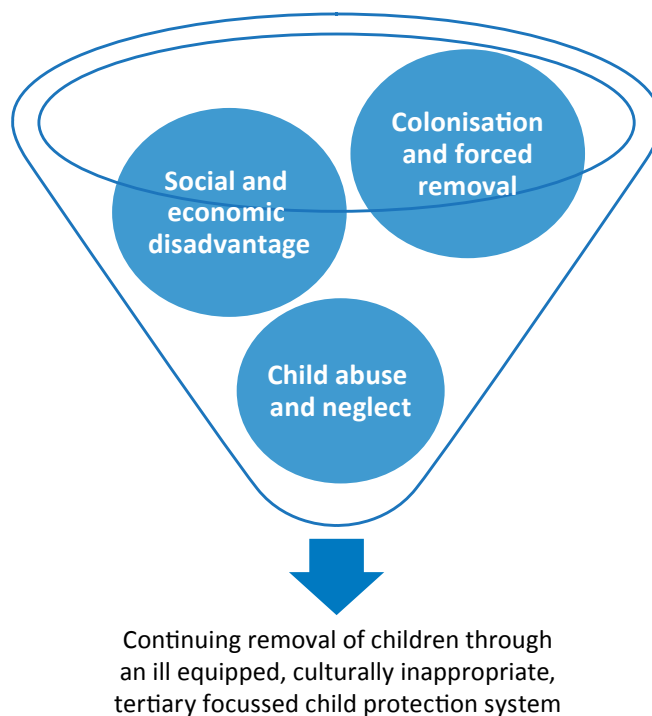 Colonisation
and forced
removal
Social and
economic
disadvantage
Child abuse
and neglect
Continuing removal of children through
an ill equipped, culturally inappropriate,
tertiary focussed child protection system